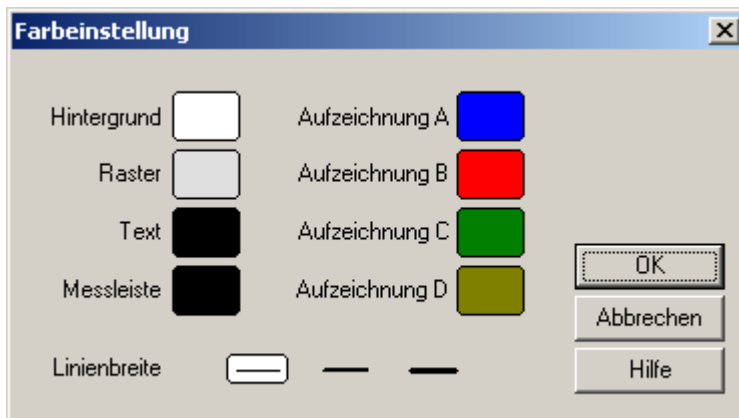 Farbeinstellung
Hintergrund
Aufzeichnung A
Raster
Aufzeichnung B
Text
Aufzeichnung C
Messleiste
Aufzeichnung D
Linienbreite
OK
Abbrechen
Hilfe